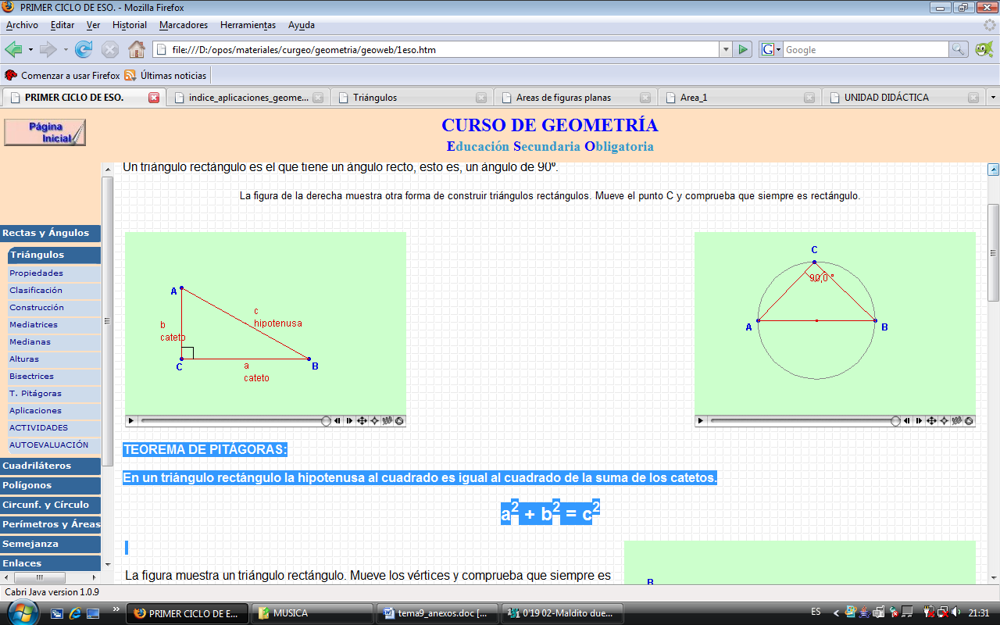 PRIMER CICLO DE ESO. - Mozilla Firefox
Archivo Editar Ver Historial Marcadores Herramientas Ayuda
file:///D:/opos/materiales/curgeo/geometria/geoweb/1eso.htm
Google
Comenzar a usar Firefox Últimas noticias
PRIMER CICLO DE ESO. indice_aplicaciones_geome... Triángulos Areas de figuras planas Area_1 UNIDAD DIDÁCTICA
Página
Inicial
CURSO DE GEOMETRÍA
Educación Secundaria Obligatoria
Rectas y Ángulos
Triángulos
Propiedades
Clasificación
Construcción
Mediatrices
Medianas
Alturas
Bisectrices
T. Pitágoras
Aplicaciones
ACTIVIDADES
AUTOEVALUACIÓN
Cuadriláteros
Polígonos
Circunf. y Círculo
Perímetros y Áreas
Semejanza
Enlaces
Un triángulo rectángulo es el que tiene un ángulo recto, esto es, un ángulo de 90º.
La figura de la derecha muestra otra forma de construir triángulos rectángulos. Mueve el punto C y comprueba que siempre es rectángulo.
A
c
hipotenusa
b
cateto
C
a
cateto
B
C
90,0 °
A
B
TEOREMA DE PITÁGORAS:
En un triángulo rectángulo la hipotenusa al cuadrado es igual al cuadrado de la suma de los catetos.
a² + b² = c²
La figura muestra un triángulo rectángulo. Mueve los vértices y comprueba que siempre es
B
Cabri Java version 1.0.9
PRIMER CICLO DE E... MUSICA tema9_anexos.doc [... 0'19 02-Maldito due... ES 21:31